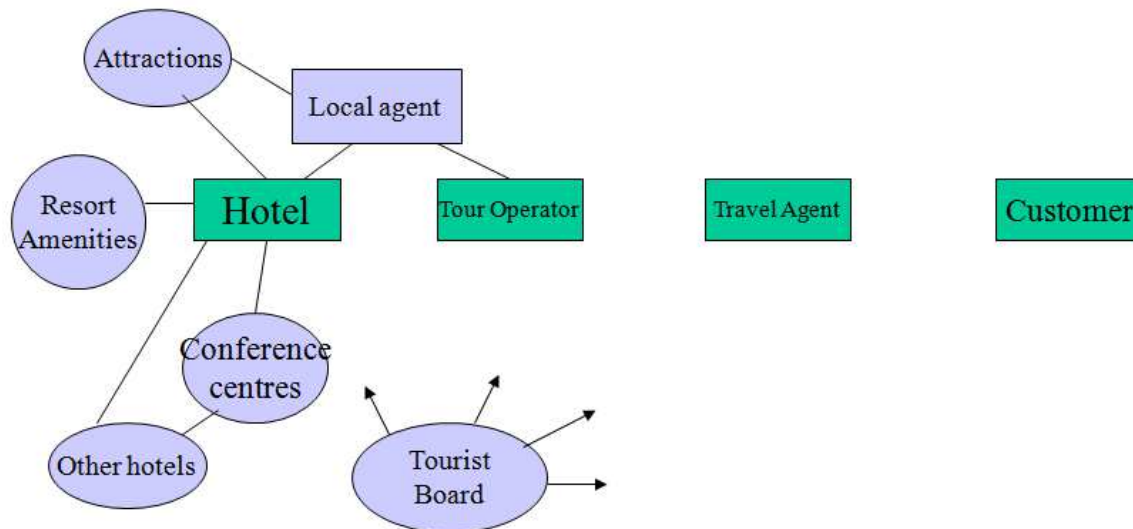 Attractions
Local agent
Resort
Amenities
Hotel
Tour Operator
Travel Agent
Customer
Conference
centres
Other hotels
Tourist
Board